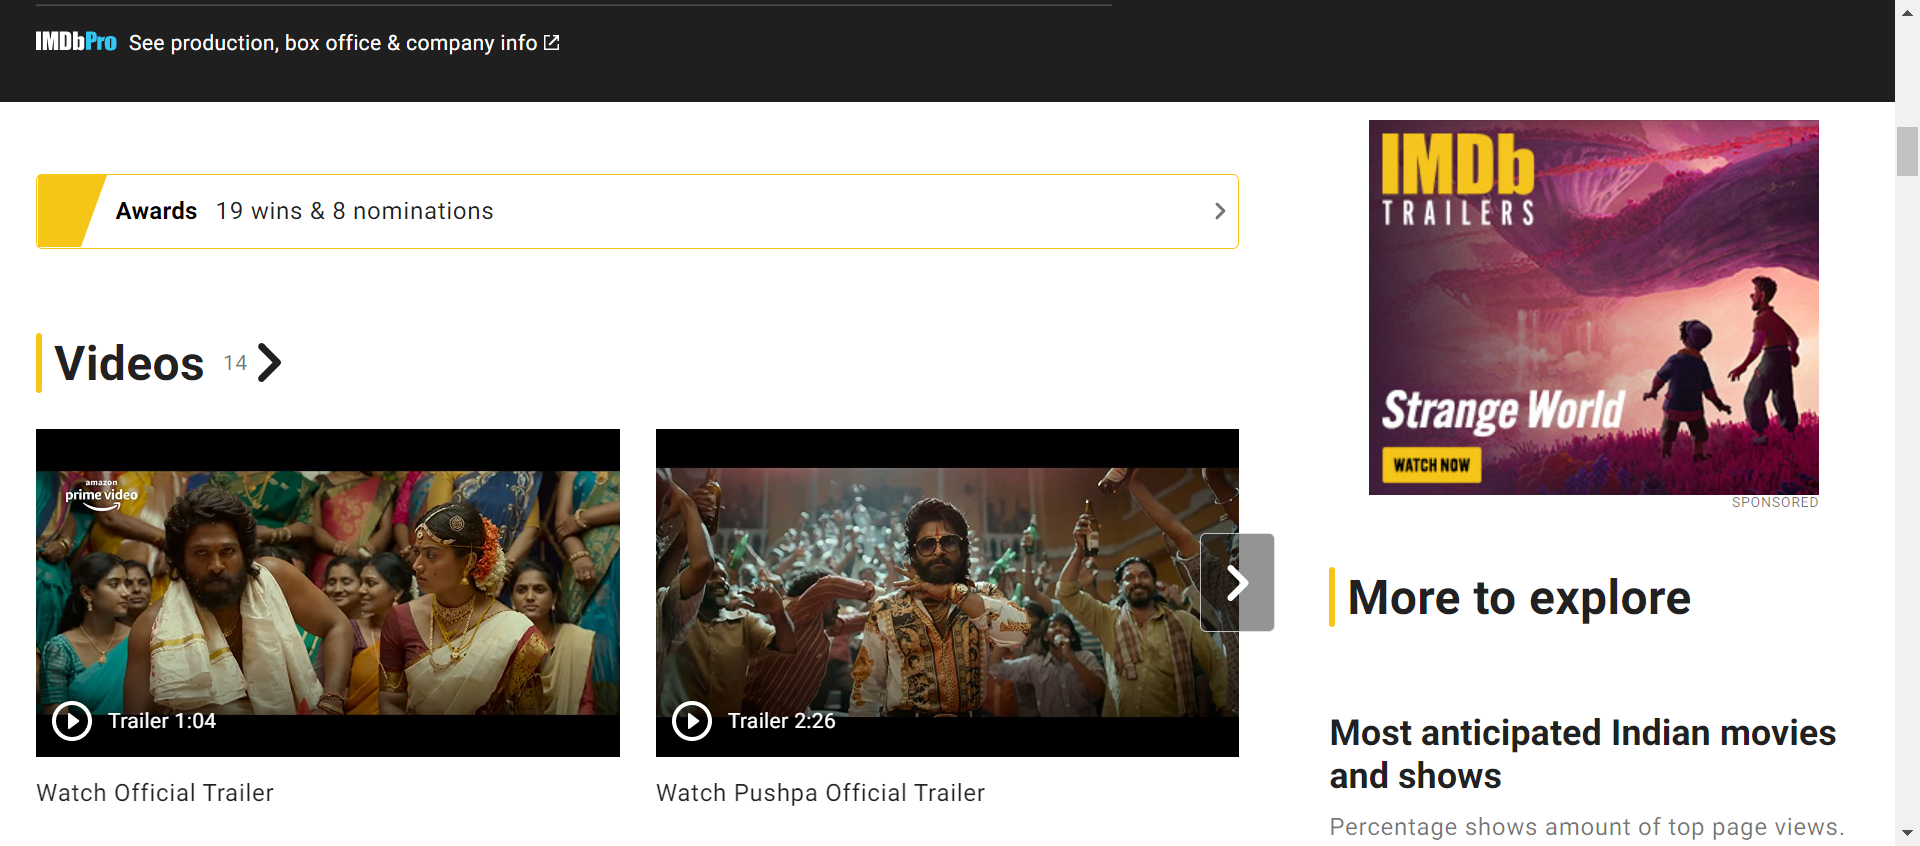 IMDbPro See production, box office & company info
Awards 19 wins & 8 nominations
Videos 14
amazon
prime video
Trailer 1:04
Watch Official Trailer
Trailer 2:26
Watch Pushpa Official Trailer
IMDb
TRAILERS
Strange World
WATCH NOW
SPONSORED
More to explore
Most anticipated Indian movies
and shows
Percentage shows amount of top page views.